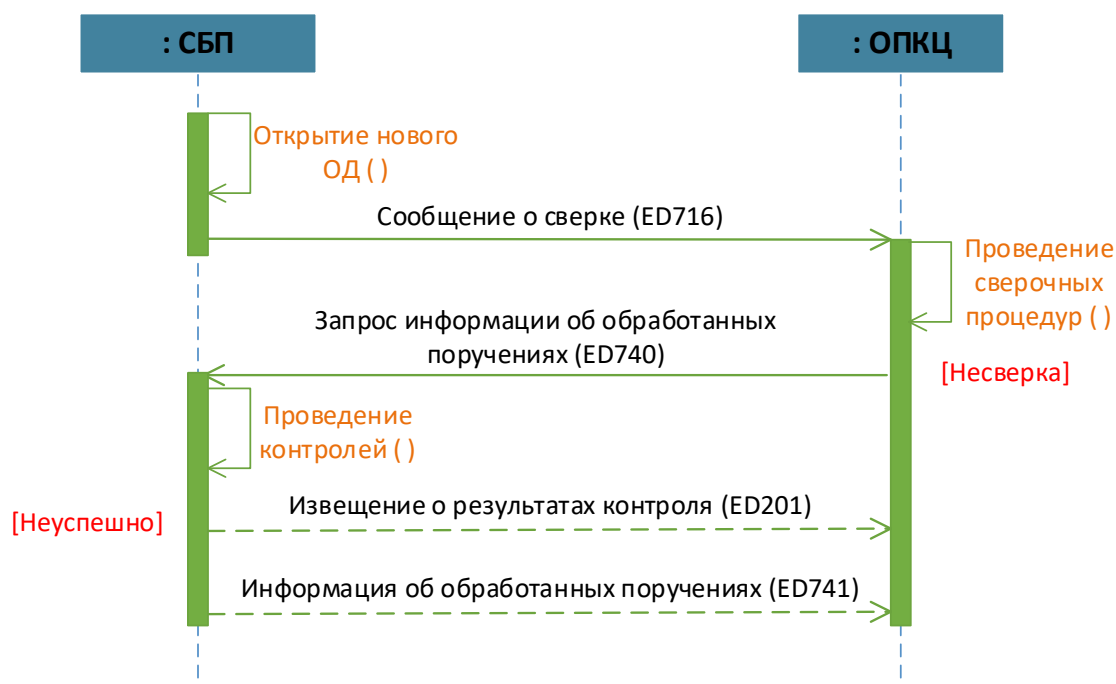 : СБП
: ОПКЦ
Открытие нового
ОД ( )
Сообщение о сверке (ED716)
Проведение
сверочных
процедур ( )
Запрос информации об обработанных
поручениях (ED740)
[Несверка]
Проведение
контролей ( )
Извещение о результатах контроля (ED201)
[Неуспешно]
Информация об обработанных поручениях (ED741)